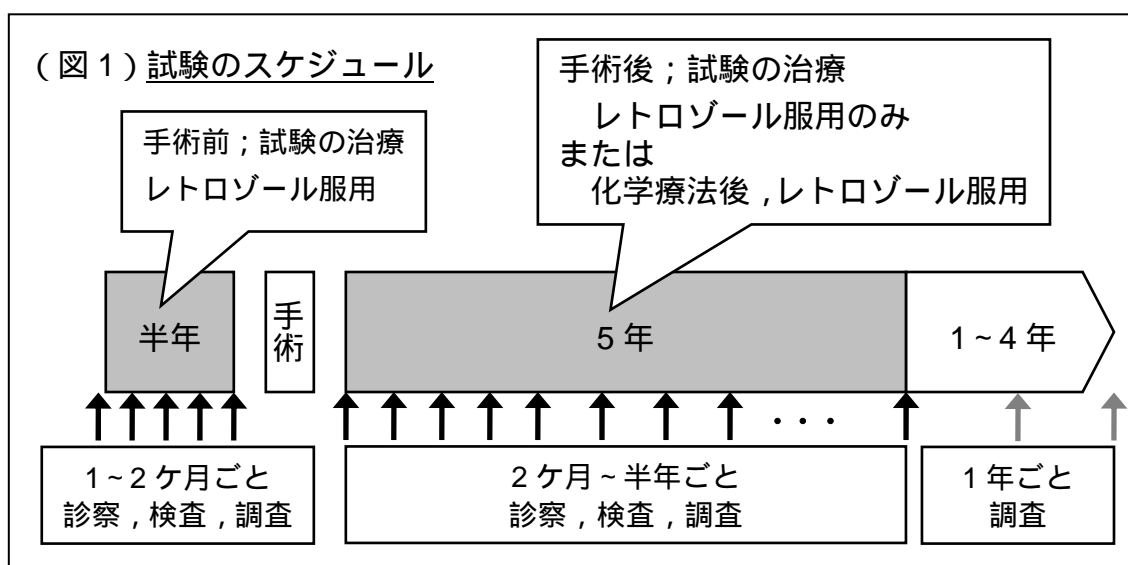 （図1）試験のスケジュール
手術前；試験の治療
レトロゾール服用
手術後；試験の治療
レトロゾール服用のみ
または
化学療法後，レトロゾール服用
半年
手術
5年
1~4年
・・・
1~2ケ月ごと
診察，検査，調査
2ケ月~半年ごと
診察，検査，調査
1年ごと
調査